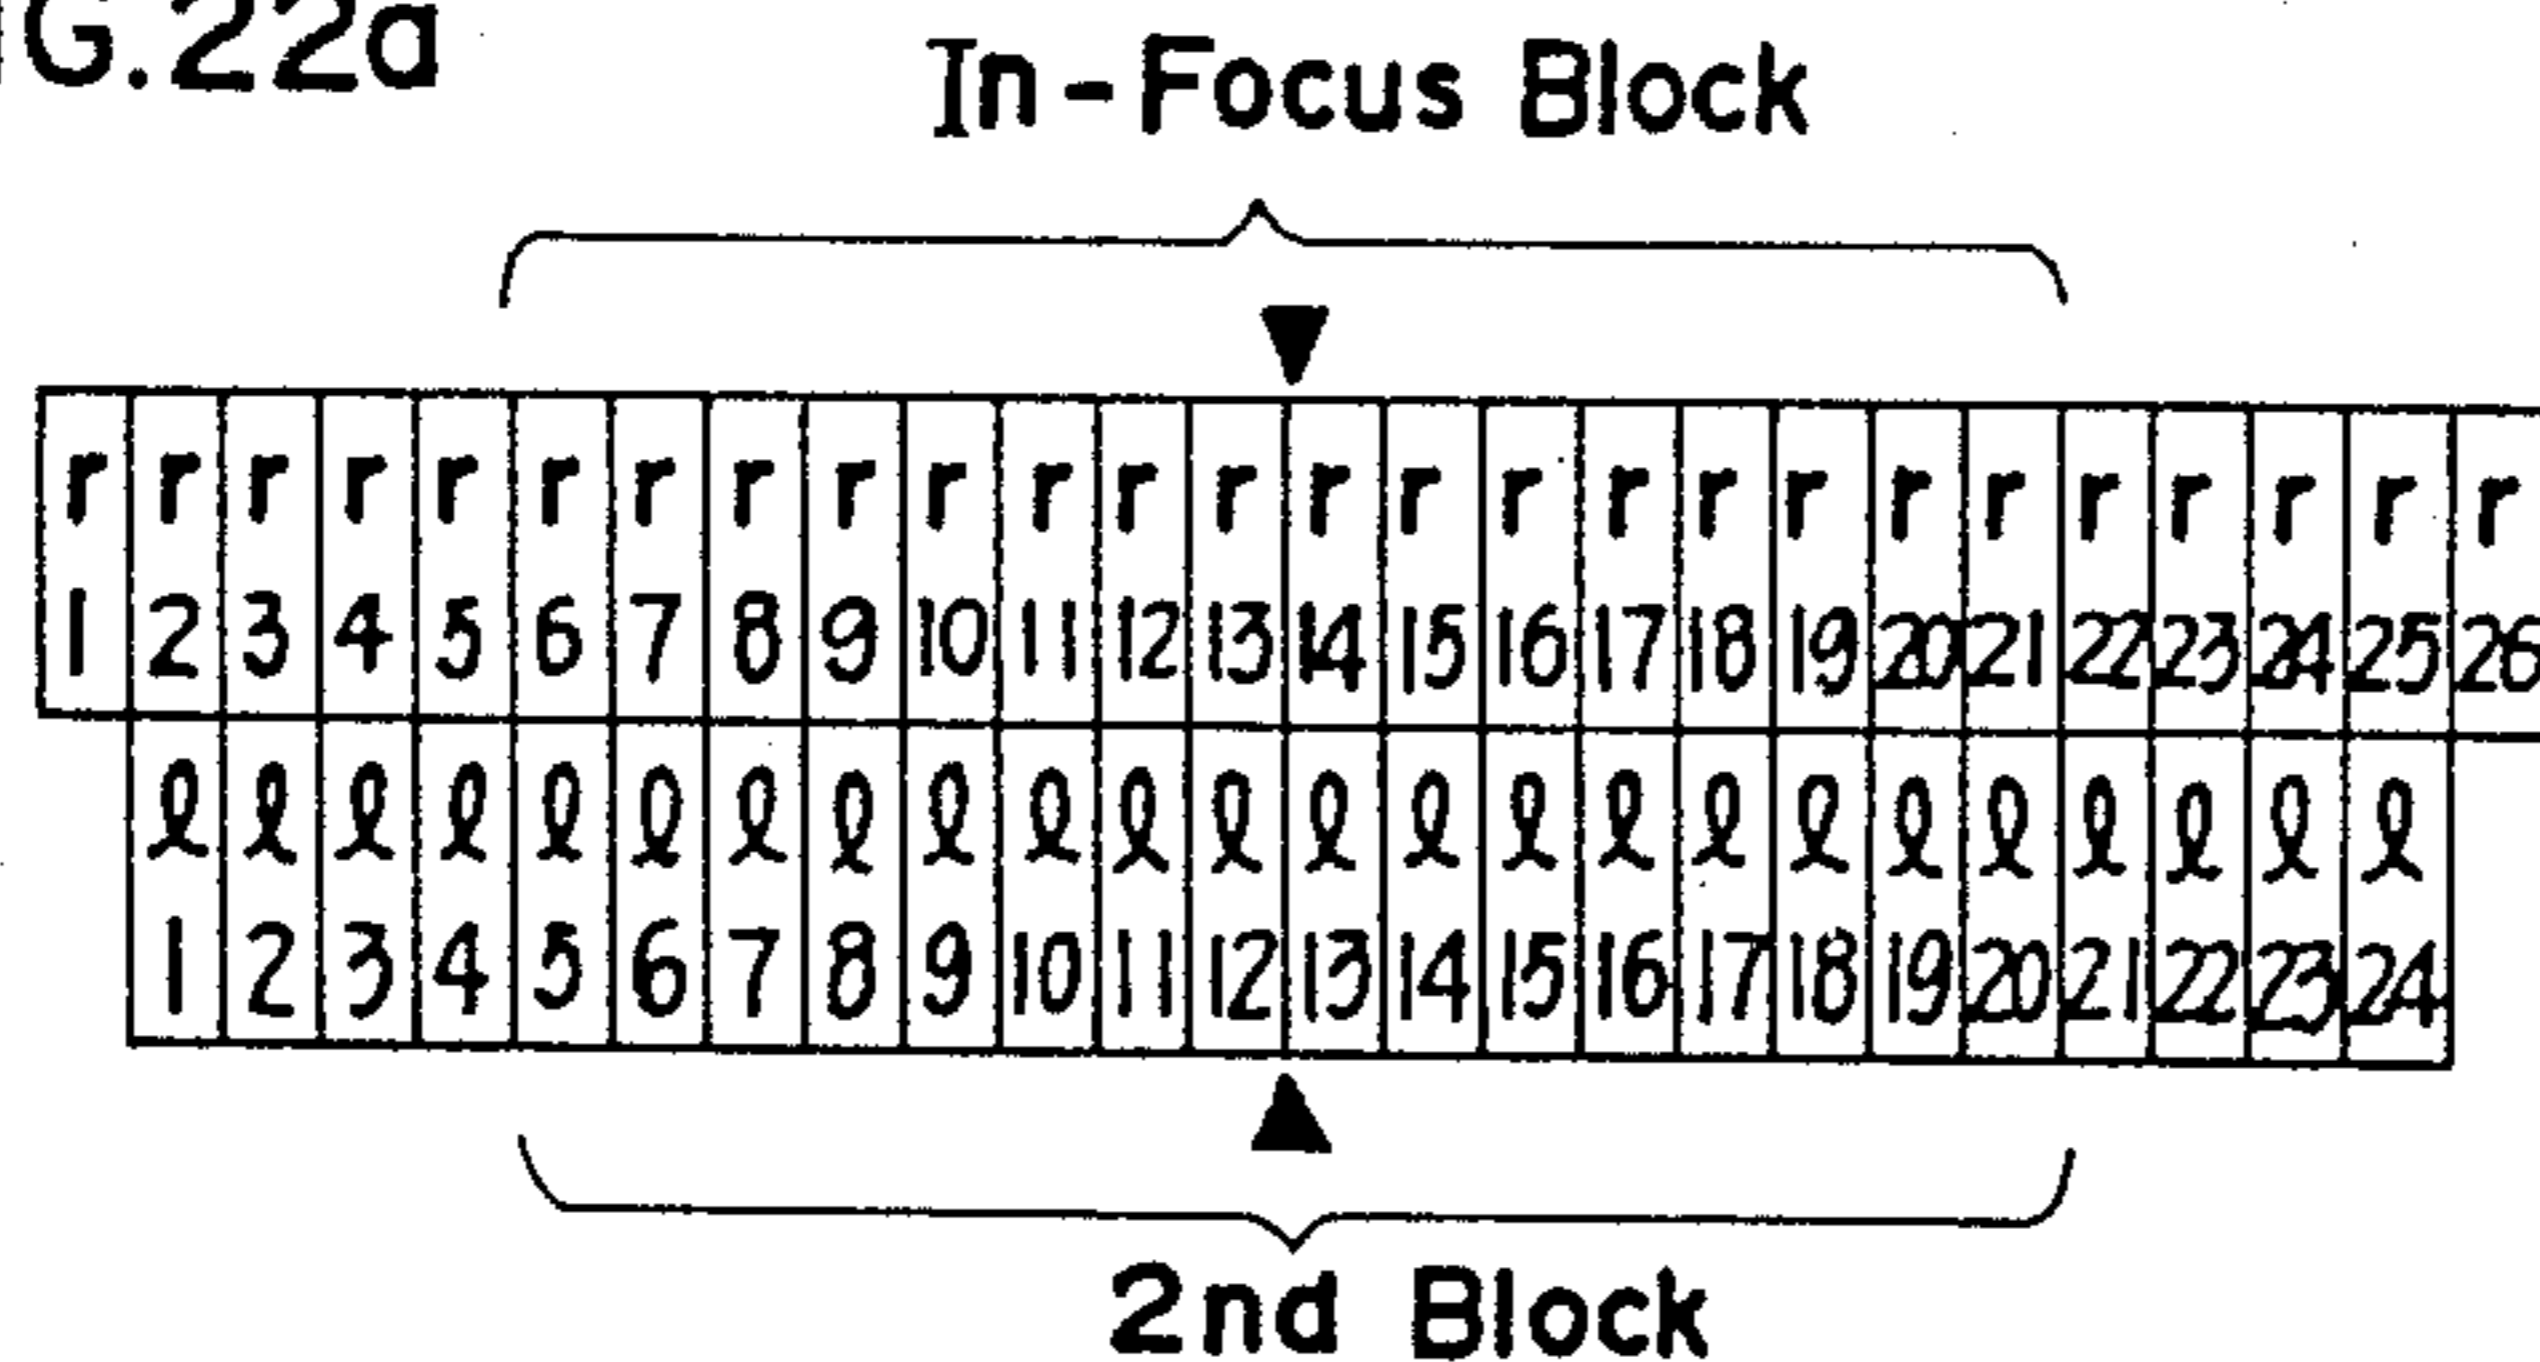 G.22a
In-Focus Block
r r r r r r r r r r r r r r r r r r r r r r r r r r
1 2 3 4 5 6 7 8 9 10 11 12 13 14 15 16 17 18 19 20 21 22 23 24 25 26
ℓ ℓ ℓ ℓ ℓ ℓ ℓ ℓ ℓ ℓ ℓ ℓ ℓ ℓ ℓ ℓ ℓ ℓ ℓ ℓ ℓ ℓ ℓ ℓ
1 2 3 4 5 6 7 8 9 10 11 12 13 14 15 16 17 18 19 20 21 22 23 24
2nd Block